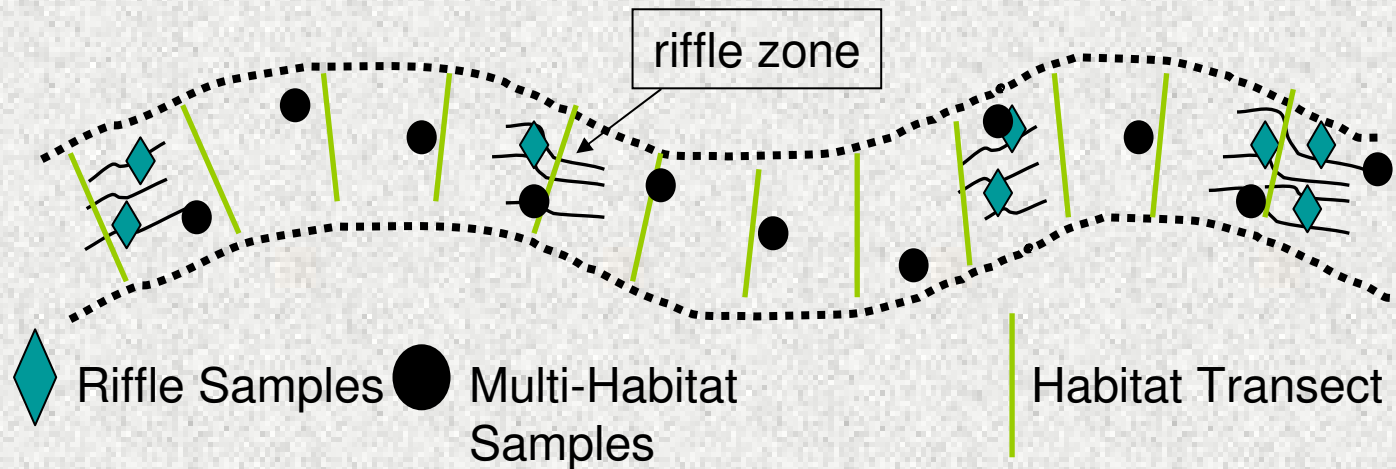 riffle zone
Riffle Samples
Multi-Habitat
Samples
Habitat Transect